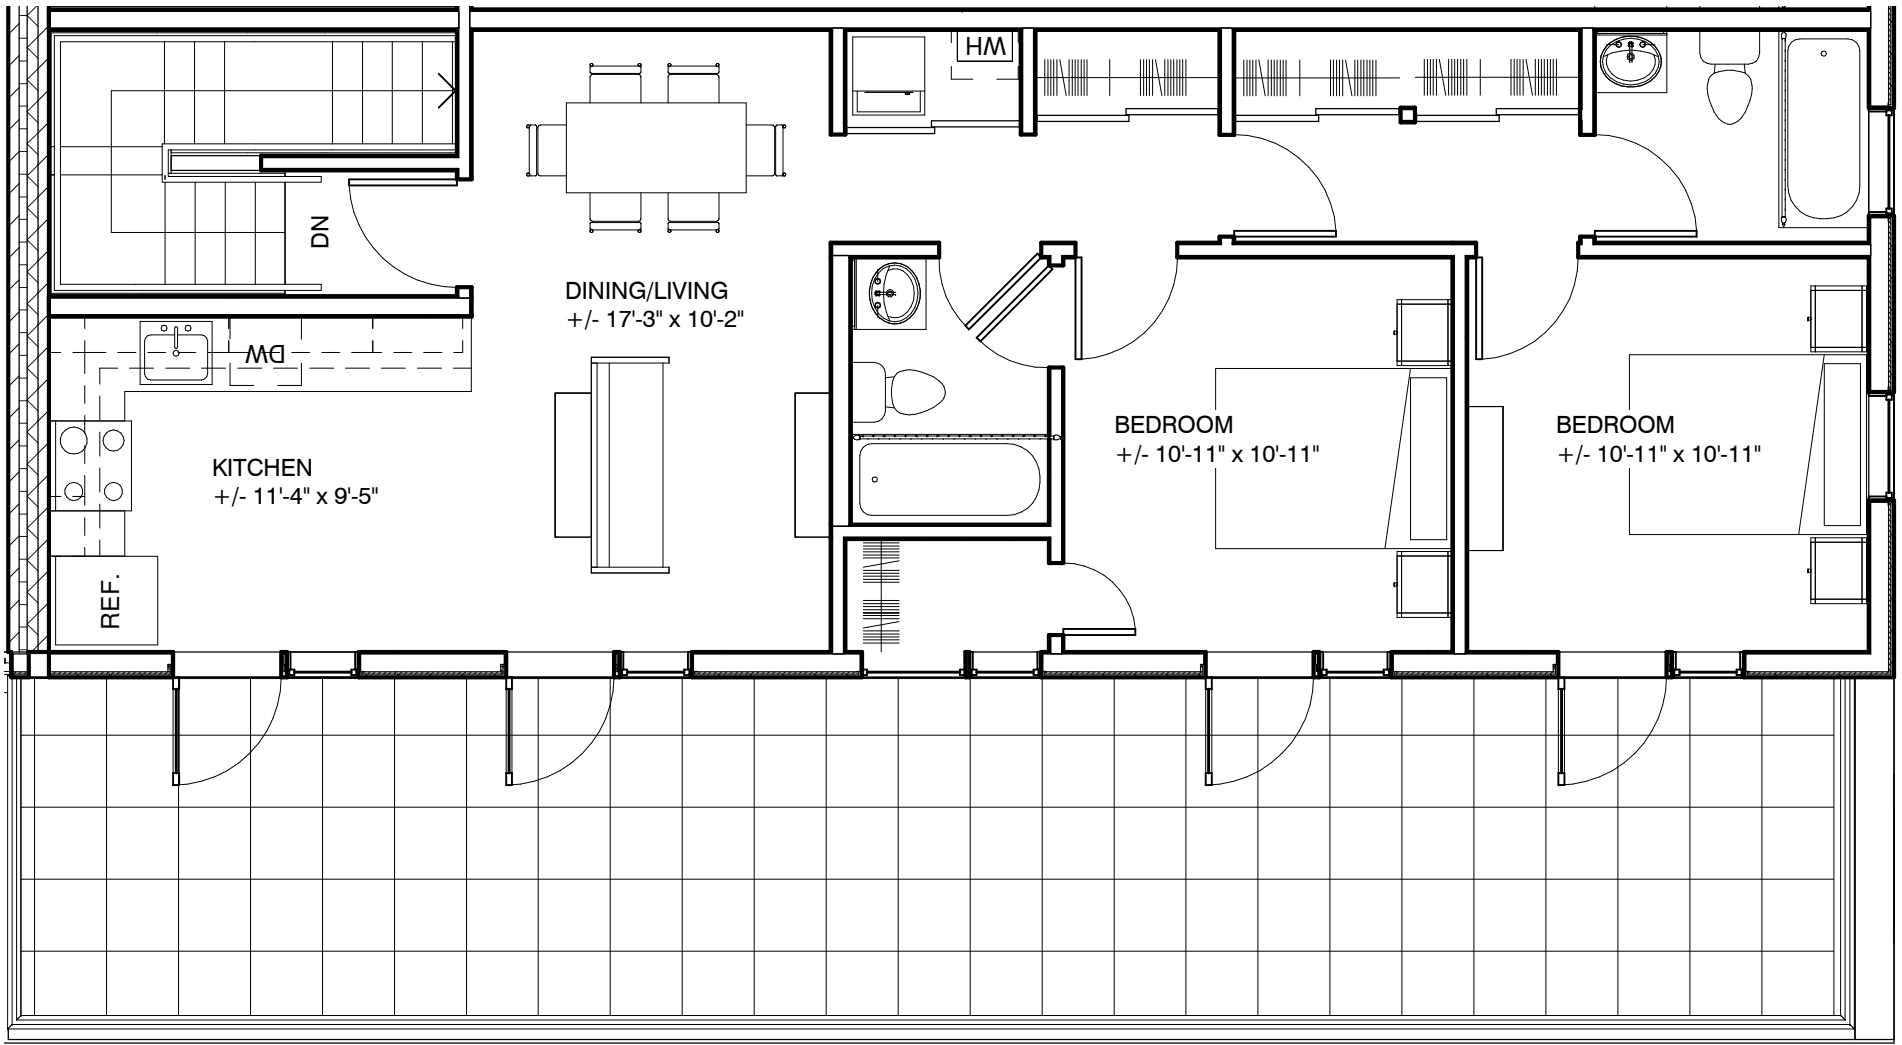 HW
DN
DINING/LIVING
+/- 17'-3" x 10'-2"
DW
BEDROOM
+/- 10'-11" x 10'-11"
BEDROOM
+/- 10'-11" x 10'-11"
KITCHEN
+/- 11'-4" x 9'-5"
REF.